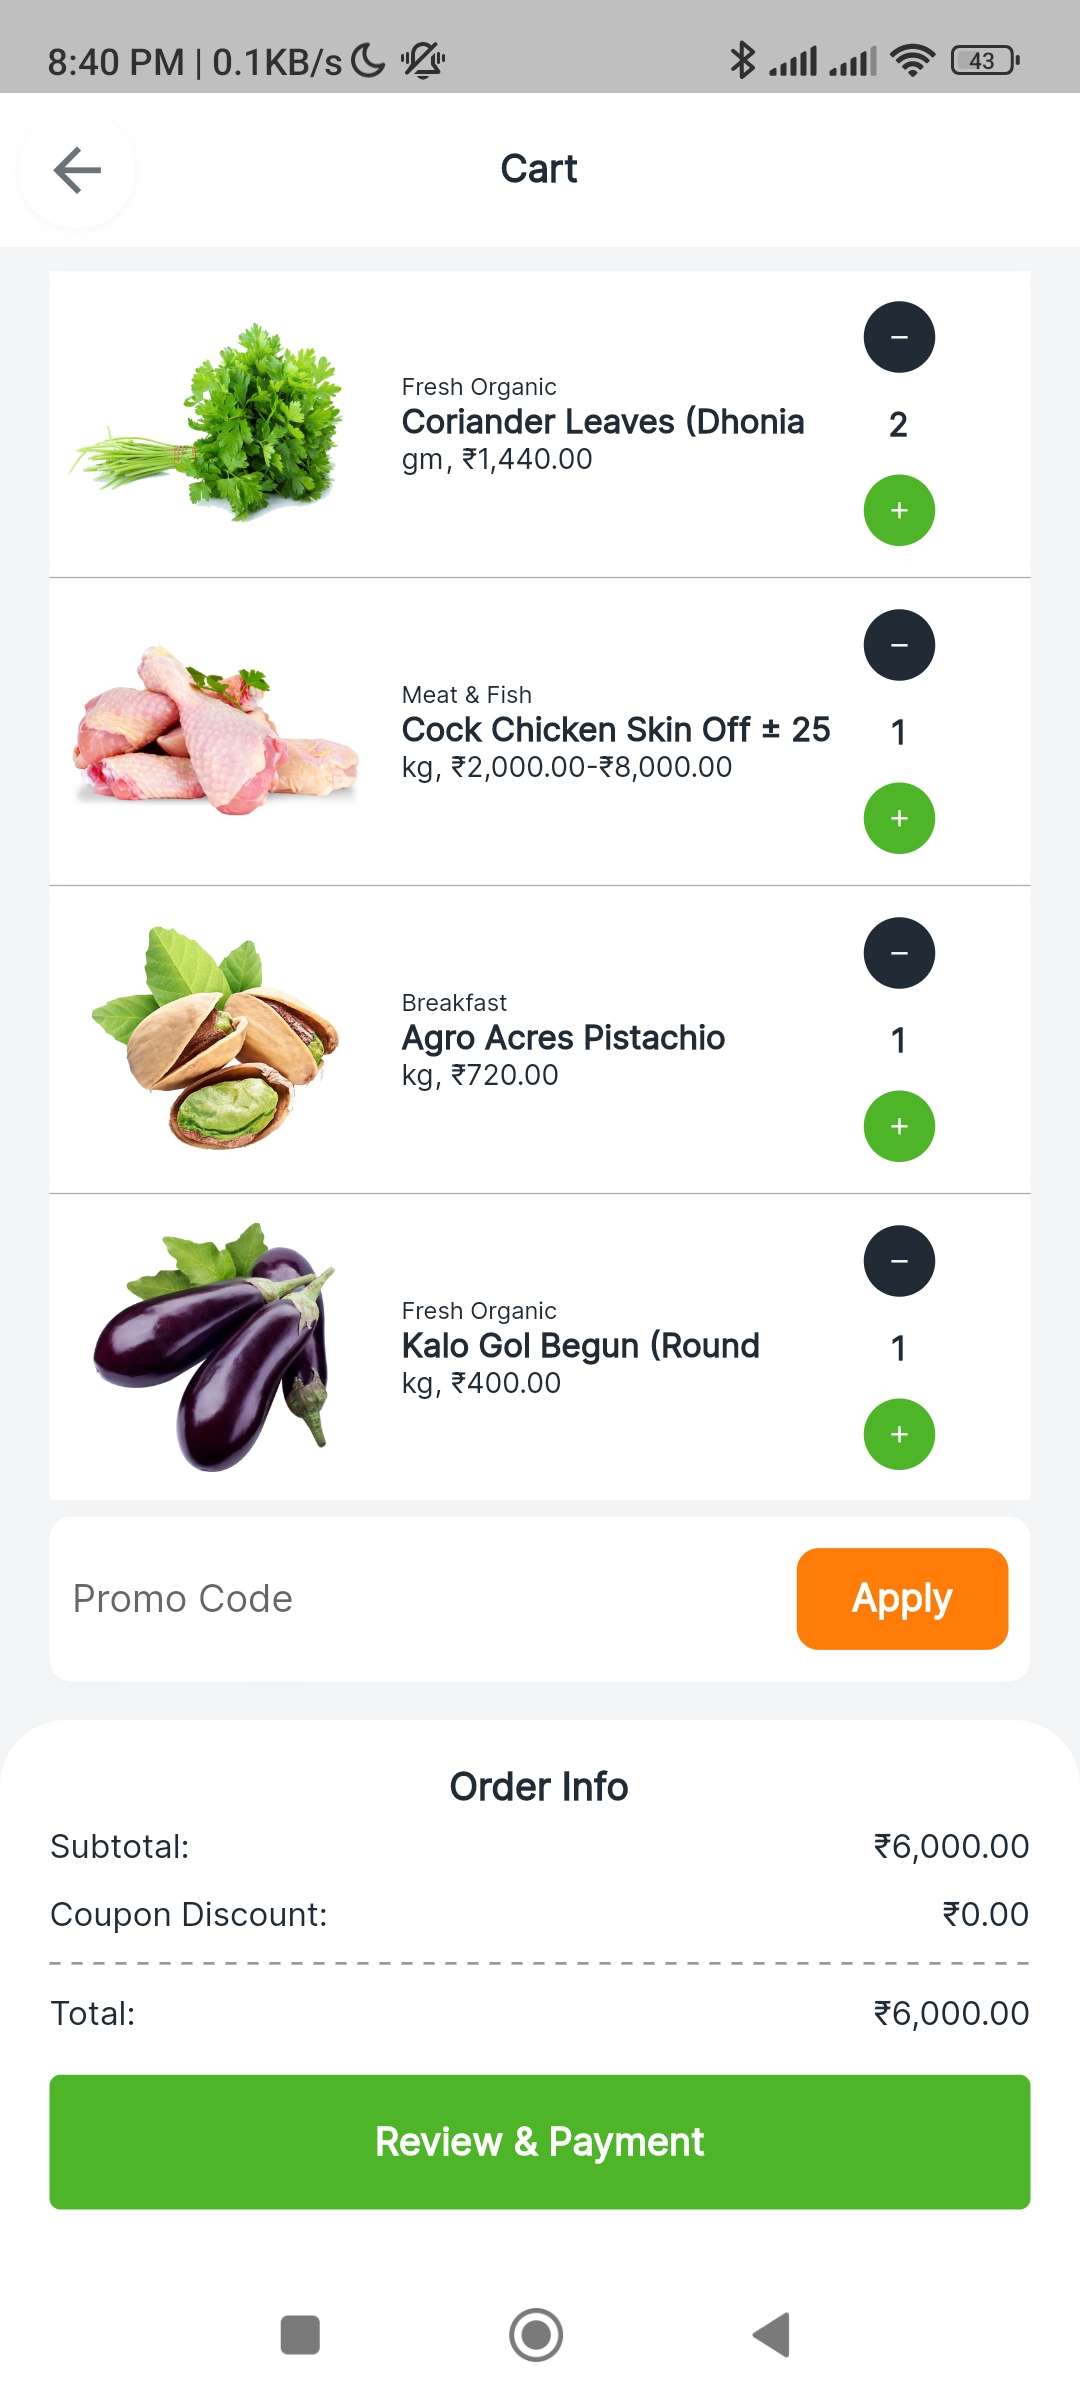 8:40 PM | 0.1KB/s
43
Cart
Fresh Organic
Coriander Leaves (Dhonia
gm, ₹1,440.00
2
Meat & Fish
Cock Chicken Skin Off ± 25
kg, ₹2,000.00-₹8,000.00
1
Breakfast
Agro Acres Pistachio
kg, ₹720.00
1
Fresh Organic
Kalo Gol Begun (Round
kg, ₹400.00
1
Promo Code
Apply
Order Info
Subtotal: ₹6,000.00
Coupon Discount: ₹0.00
Total: ₹6,000.00
Review & Payment